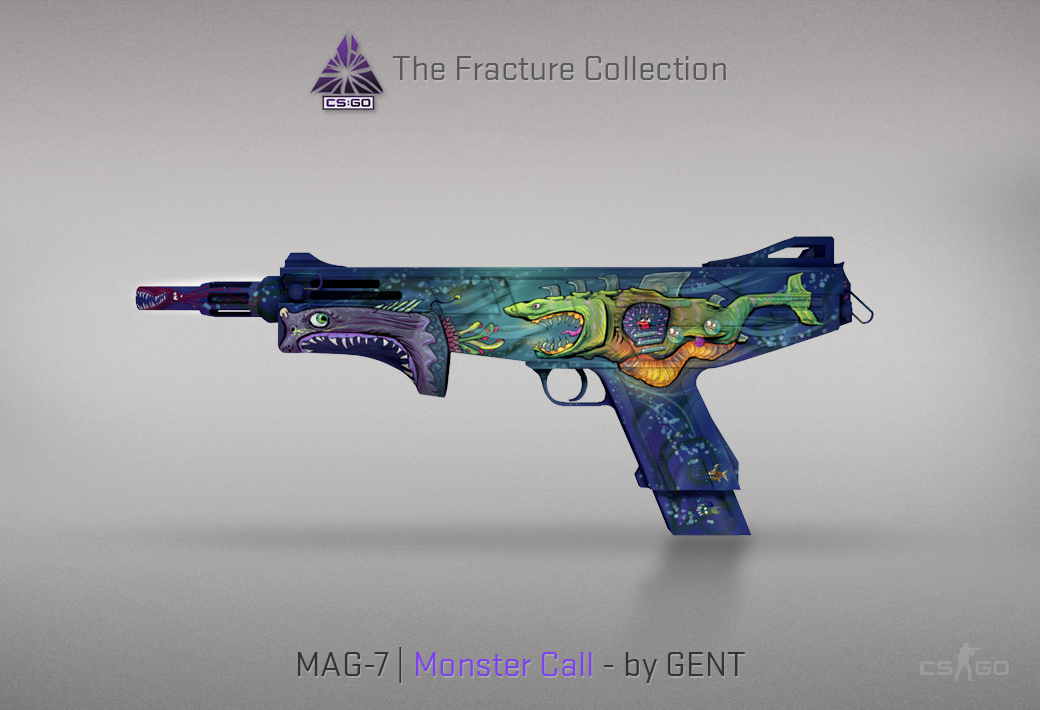 The Fracture Collection
CS:GO
MAG-7 | Monster Call - by GENT
CS GO